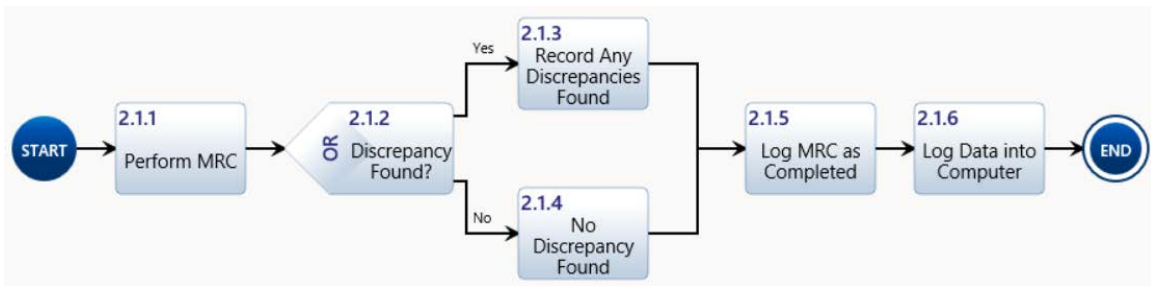 START
2.1.1
Perform MRC
OR
2.1.2
Discrepancy
Found?
Yes
2.1.3
Record Any
Discrepancies
Found
No
2.1.4
No
Discrepancy
Found
2.1.5
Log MRC as
Completed
2.1.6
Log Data into
Computer
END